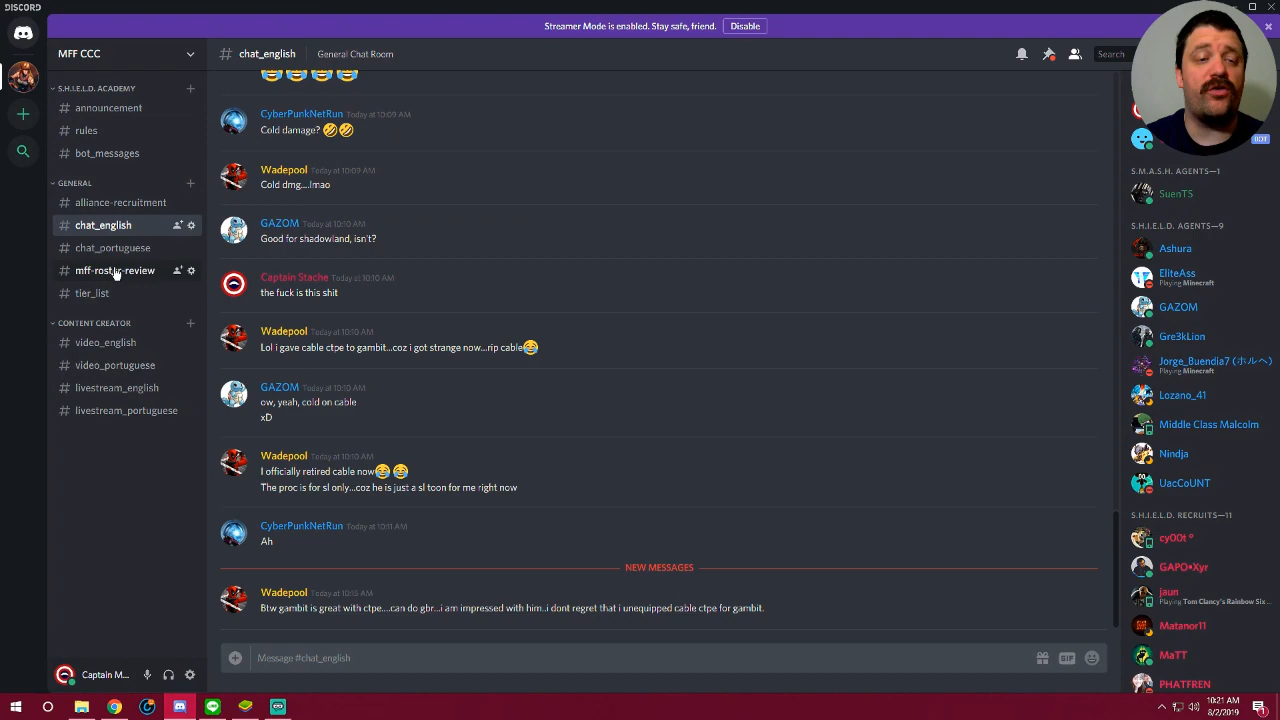 DISCORD
Streamer Mode is enabled. Stay safe, friend.
Disable
MFF CCC
# chat_english
General Chat Room
Search
S.H.I.E.L.D. ACADEMY
# announcement
# rules
# bot_messages
GENERAL
# alliance-recruitment
# chat_english
# chat_portuguese
# mff-roster-review
# tier_list
CONTENT CREATOR
# video_english
# video_portuguese
# livestream_english
# livestream_portuguese
Captain M...
CyberPunkNetRun Today at 10:09 AM
Cold damage? 🤣🤣
Wadepool Today at 10:09 AM
Cold dmg....lmao
GAZOM Today at 10:10 AM
Good for shadowland, isn't?
Captain Stache Today at 10:10 AM
the fuck is this shit
Wadepool Today at 10:10 AM
Lol i gave cable ctpe to gambit...coz i got strange now...rip cable😂
GAZOM Today at 10:10 AM
ow, yeah, cold on cable
xD
Wadepool Today at 10:10 AM
I officially retired cable now😂 😂
The proc is for sl only...coz he is just a sl toon for me right now
CyberPunkNetRun Today at 10:11 AM
Ah
NEW MESSAGES
Wadepool Today at 10:15 AM
Btw gambit is great with ctpe....can do gbr...i am impressed with him..i dont regret that i unequipped cable ctpe for gambit.
Message #chat_english
GIF
BOT
S.M.A.S.H. AGENTS—1
SuenTS
S.H.I.E.L.D. AGENTS—9
Ashura
EliteAss
Playing Minecraft
GAZOM
Gre3kLion
Jorge_Buendia7 (ホルヘ)
Playing Minecraft
Lozano_41
Middle Class Malcolm
Nindja
UacCoUNT
S.H.I.E.L.D. RECRUITS—11
cy00t º
GAPO•Xyr
jaun
Playing Tom Clancy's Rainbow Six...
Matanor11
MaTT
PHATFREN
10:21 AM
8/2/2019
1